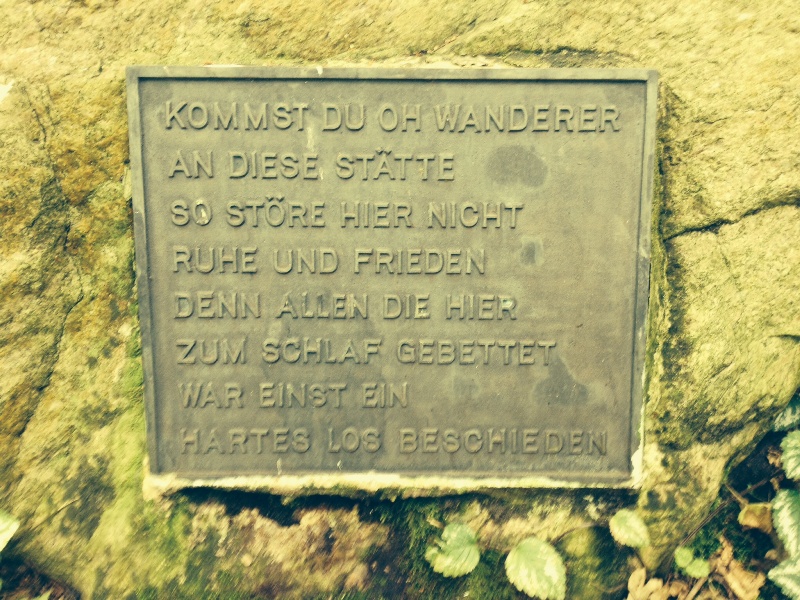 KOMMST DU OH WANDERER
AN DIESE STÄTTE
SO STÖRE HIER NICHT
RUHE UND FRIEDEN
DENN ALLEN DIE HIER
ZUM SCHLAF GEBETTET
WAR EINST EIN
HARTES LOS BESCHIEDEN